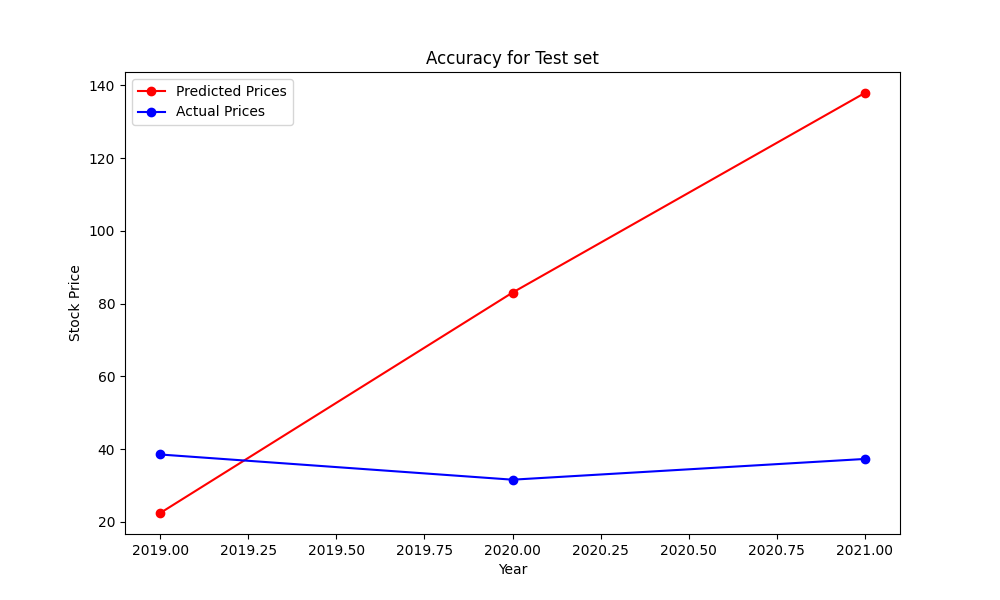 Accuracy for Test set
Predicted Prices
Actual Prices
140
120
100
80
60
40
20
Stock Price
2019.00 2019.25 2019.50 2019.75 2020.00 2020.25 2020.50 2020.75 2021.00
Year